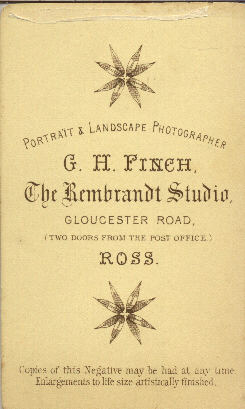 PORTRAIT & LANDSCAPE PHOTOGRAPHER
G. H. FINCH,
The Rembrandt Studio,
GLOUCESTER ROAD,
(TWO DOORS FROM THE POST OFFICE.)
ROSS.
Copies of this Negative may be had at any time.
Enlargements to life size artistically finished.